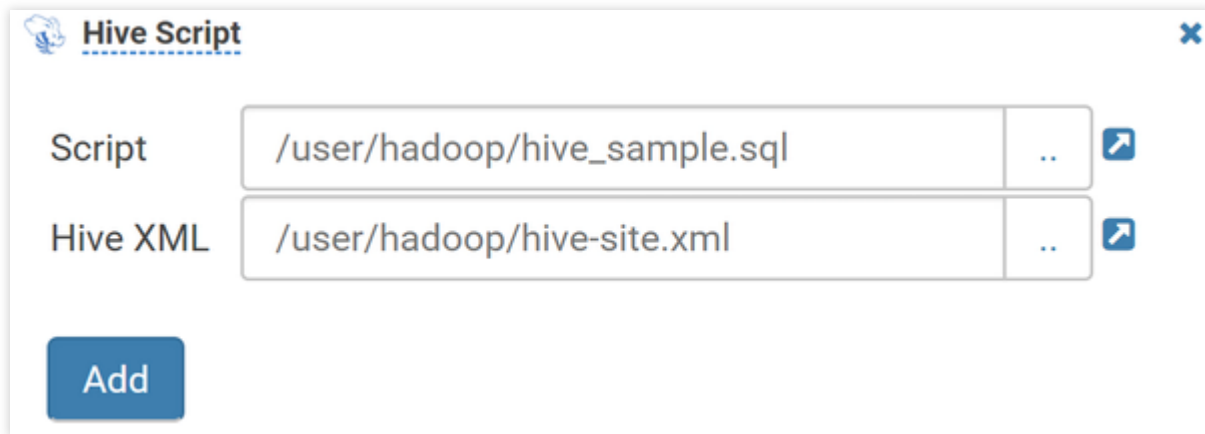 Hive Script
Script /user/hadoop/hive_sample.sql ..
Hive XML /user/hadoop/hive-site.xml ..
Add